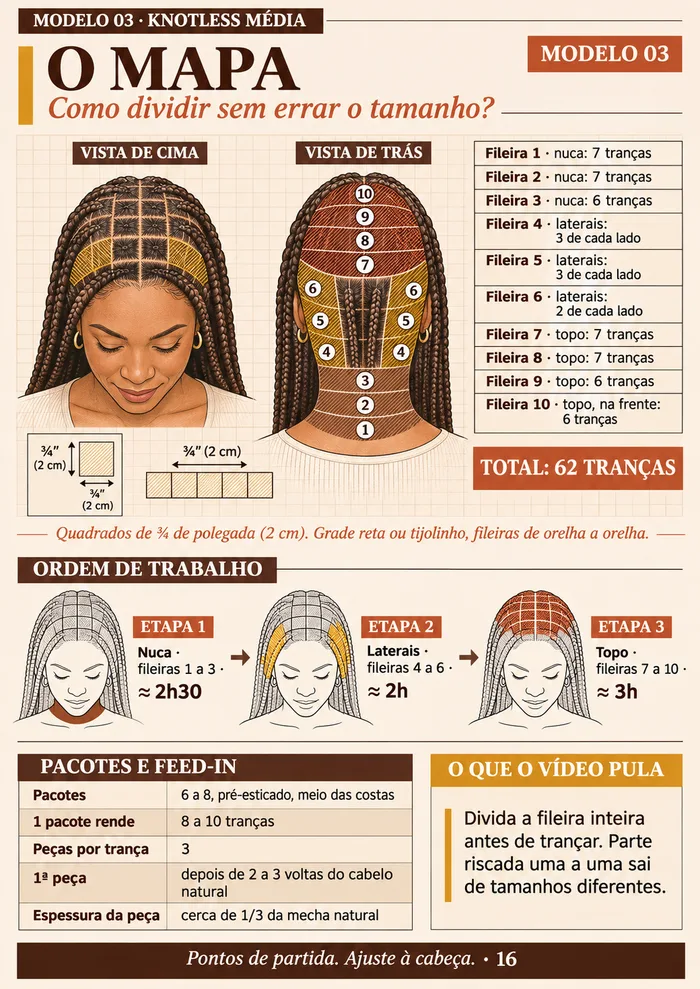 MODELO 03 · KNOTLESS MÉDIA
O MAPA
MODELO 03
Como dividir sem errar o tamanho?
VISTA DE CIMA
VISTA DE TRÁS
10
9
8
7
6
6
5
5
4
4
3
2
1
Fileira 1 · nuca: 7 tranças
Fileira 2 · nuca: 7 tranças
Fileira 3 · nuca: 6 tranças
Fileira 4 · laterais:
3 de cada lado
Fileira 5 · laterais:
3 de cada lado
Fileira 6 · laterais:
2 de cada lado
Fileira 7 · topo: 7 tranças
Fileira 8 · topo: 7 tranças
Fileira 9 · topo: 6 tranças
Fileira 10 · topo, na frente:
6 tranças
TOTAL: 62 TRANÇAS
¾”
(2 cm)
¾”
(2 cm)
¾” (2 cm)
Quadrados de ¾ de polegada (2 cm). Grade reta ou tijolinho, fileiras de orelha a orelha.
ORDEM DE TRABALHO
ETAPA 1
Nuca ·
fileiras 1 a 3 ·
≈ 2h30
ETAPA 2
Laterais ·
fileiras 4 a 6 ·
≈ 2h
ETAPA 3
Topo ·
fileiras 7 a 10 ·
≈ 3h
PACOTES E FEED-IN
Pacotes 6 a 8, pré-esticado, meio das costas
1 pacote rende 8 a 10 tranças
Peças por trança 3
1ª peça depois de 2 a 3 voltas do cabelo
natural
Espessura da peça cerca de 1/3 da mecha natural
O QUE O VÍDEO PULA
Divida a fileira inteira
antes de trançar. Parte
riscada uma a uma sai
de tamanhos diferentes.
Pontos de partida. Ajuste à cabeça. · 16